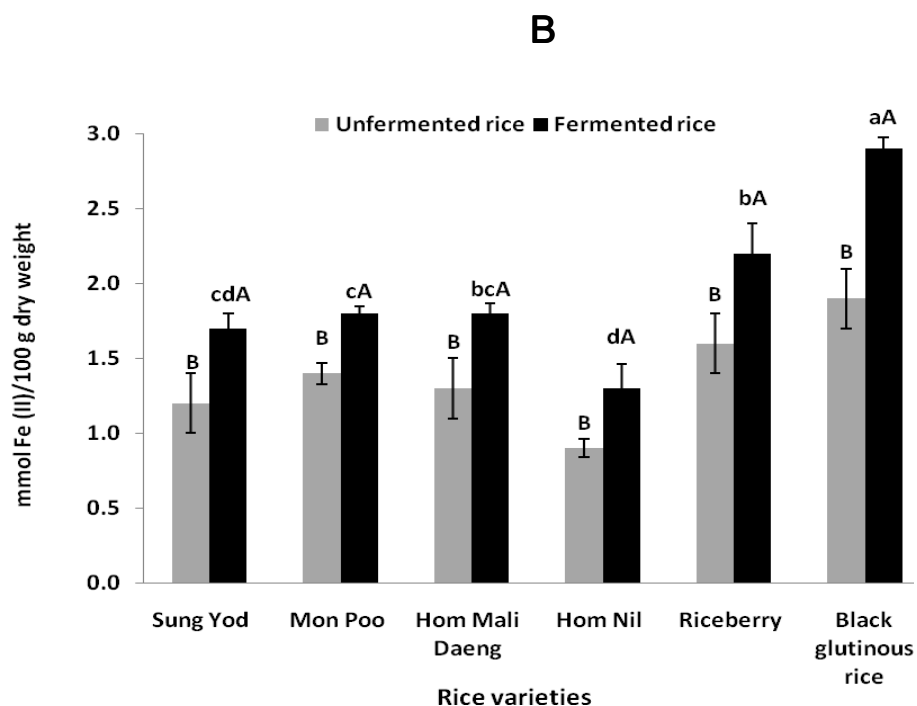 B
Unfermented rice Fermented rice
mmol Fe (II)/100 g dry weight
3.0
2.5
2.0
1.5
1.0
0.5
0.0
B cdA
B cA
B bcA
B dA
B bA
B aA
Sung Yod Mon Poo Hom Mali Daeng Hom Nil Riceberry Black glutinous rice
Rice varieties